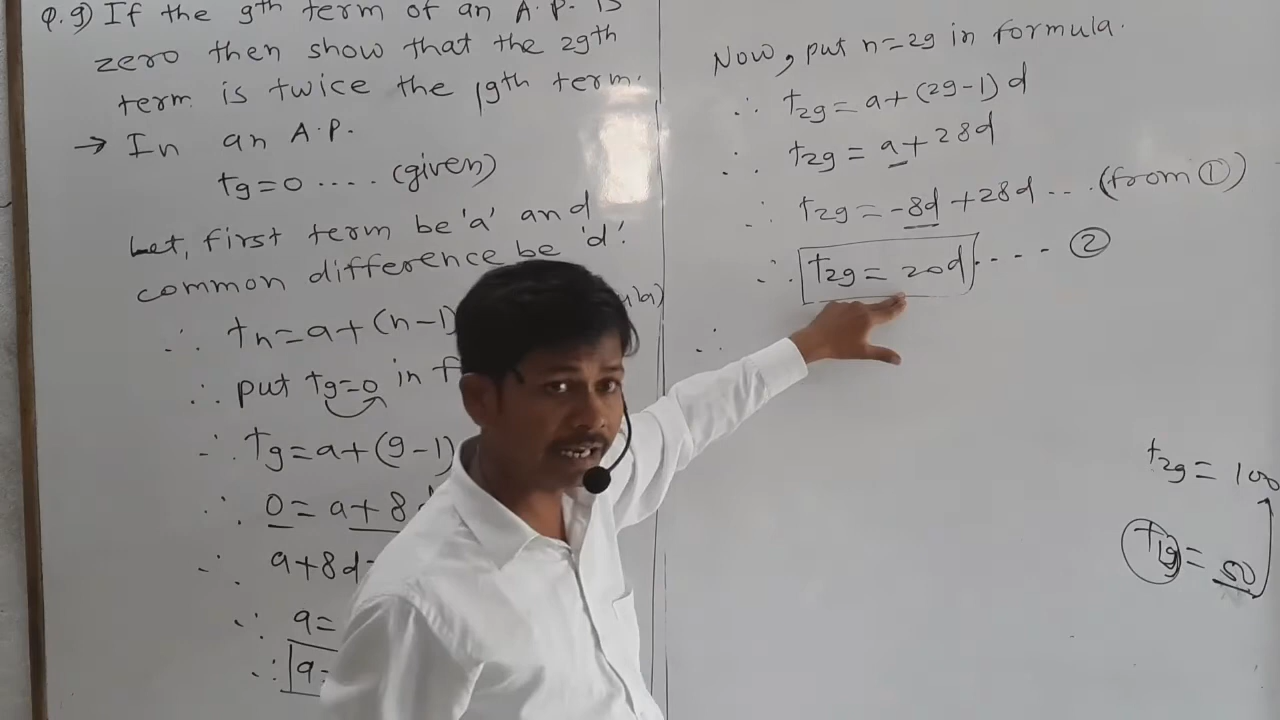 Q.9) If the 9th term of an A.P. is
zero then show that the 29th
term is twice the 19th term.
→ In an A.P.
t9=0 .... (given)
Let, first term be 'a' and
common difference be 'd'.
∴ tn=a+(n-1)
∴ put t9=0 in f
∴ t9=a+(9-1)
∴ 0=a+8d
∴ a+8d=
∴ a=
∴ a=
Now, put n=29 in formula.
∴ t29=a+(29-1)d
∴ t29=a+28d
∴ t29=-8d+28d ... (from ①)
∴ t29=20d .... ②
∴
t29=100
t19=50